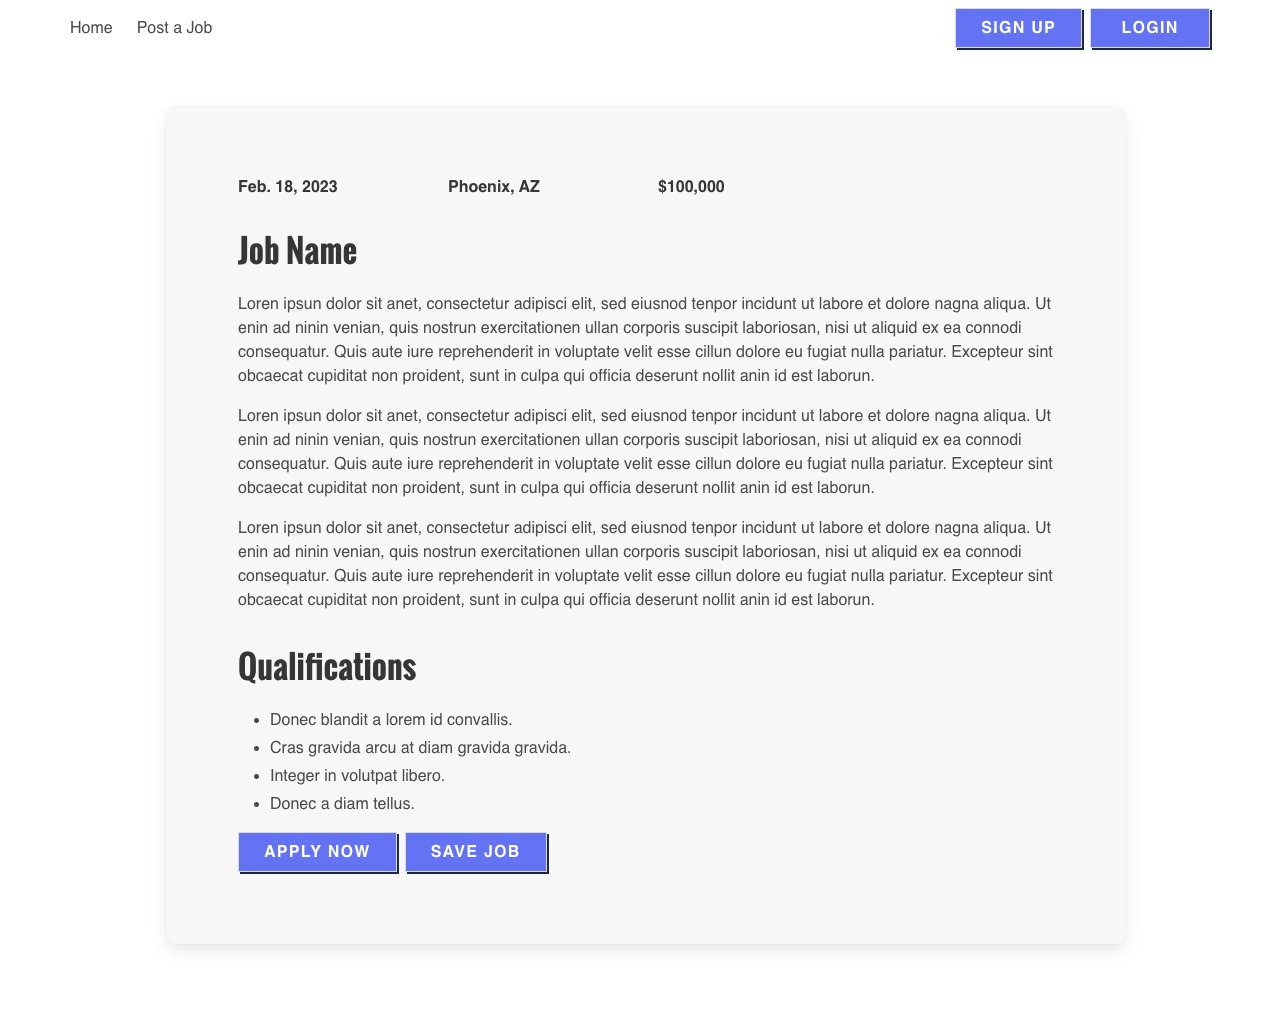 Home Post a Job SIGN UP LOGIN
Feb. 18, 2023 Phoenix, AZ $100,000
Job Name
Loren ipsun dolor sit anet, consectetur adipisci elit, sed eiusnod tenpor incidunt ut labore et dolore nagna aliqua. Ut
enin ad ninin venian, quis nostrun exercitationen ullan corporis suscipit laboriosan, nisi ut aliquid ex ea connodi
consequatur. Quis aute iure reprehenderit in voluptate velit esse cillun dolore eu fugiat nulla pariatur. Excepteur sint
obcaecat cupiditat non proident, sunt in culpa qui officia deserunt nollit anin id est laborun.
Loren ipsun dolor sit anet, consectetur adipisci elit, sed eiusnod tenpor incidunt ut labore et dolore nagna aliqua. Ut
enin ad ninin venian, quis nostrun exercitationen ullan corporis suscipit laboriosan, nisi ut aliquid ex ea connodi
consequatur. Quis aute iure reprehenderit in voluptate velit esse cillun dolore eu fugiat nulla pariatur. Excepteur sint
obcaecat cupiditat non proident, sunt in culpa qui officia deserunt nollit anin id est laborun.
Loren ipsun dolor sit anet, consectetur adipisci elit, sed eiusnod tenpor incidunt ut labore et dolore nagna aliqua. Ut
enin ad ninin venian, quis nostrun exercitationen ullan corporis suscipit laboriosan, nisi ut aliquid ex ea connodi
consequatur. Quis aute iure reprehenderit in voluptate velit esse cillun dolore eu fugiat nulla pariatur. Excepteur sint
obcaecat cupiditat non proident, sunt in culpa qui officia deserunt nollit anin id est laborun.
Qualifications
• Donec blandit a lorem id convallis.
• Cras gravida arcu at diam gravida gravida.
• Integer in volutpat libero.
• Donec a diam tellus.
APPLY NOW SAVE JOB